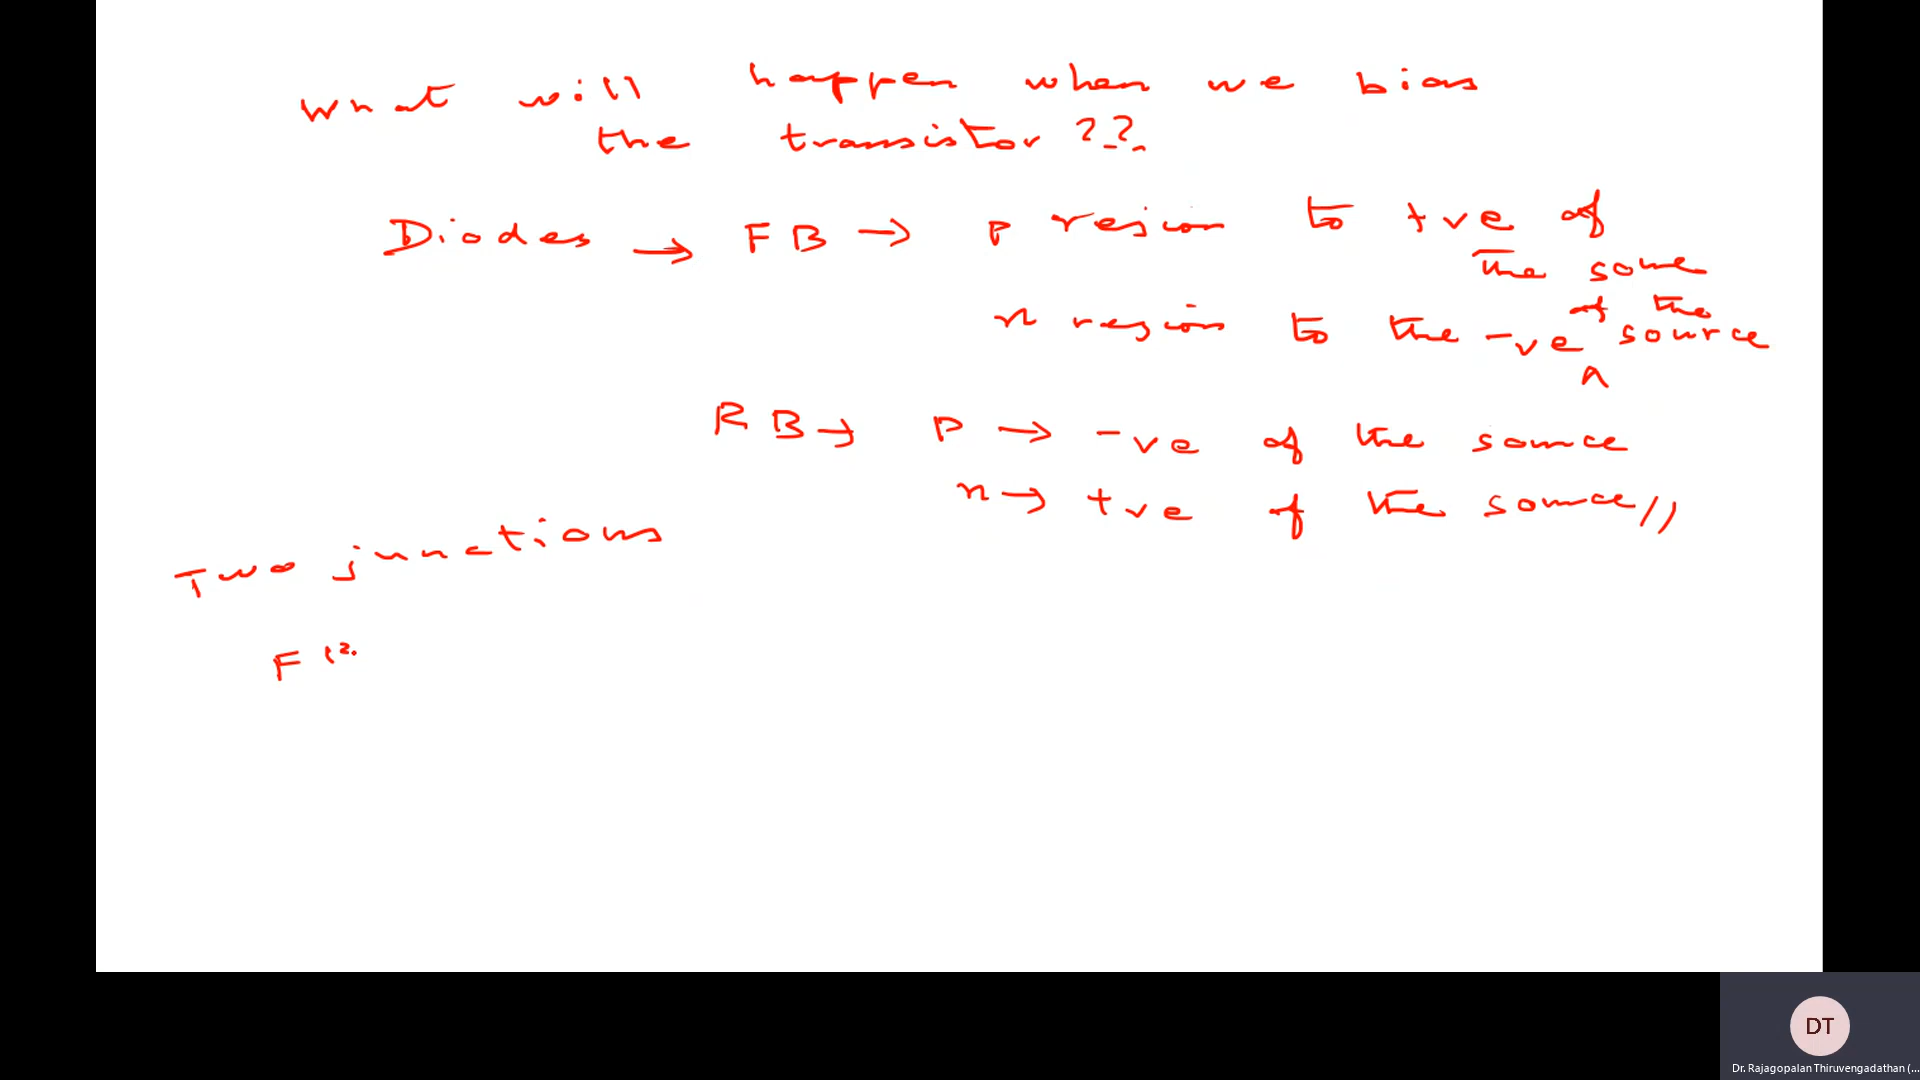 What will happen when we bias
the transistor ??.
Diodes → FB → P region to +ve of
the source
n region to the -ve of the source
RB → P → -ve of the source
n → +ve of the source //
Two junctions
F
DT
Dr. Rajagopalan Thiruvengadathan (...